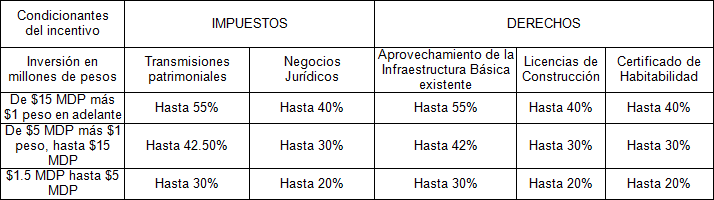 Condicionantes
del incentivo
IMPUESTOS
DERECHOS
Inversión en
millones de pesos
Transmisiones
patrimoniales
Negocios
Jurídicos
Aprovechamiento de la
Infraestructura Básica
existente
Licencias de
Construcción
Certificado de
Habitabilidad
De $15 MDP más
$1 peso en adelante
Hasta 55%
Hasta 40%
Hasta 55%
Hasta 40%
Hasta 40%
De $5 MDP más $1
peso, hasta $15
MDP
Hasta 42.50%
Hasta 30%
Hasta 42%
Hasta 30%
Hasta 30%
$1.5 MDP hasta $5
MDP
Hasta 30%
Hasta 20%
Hasta 30%
Hasta 20%
Hasta 20%